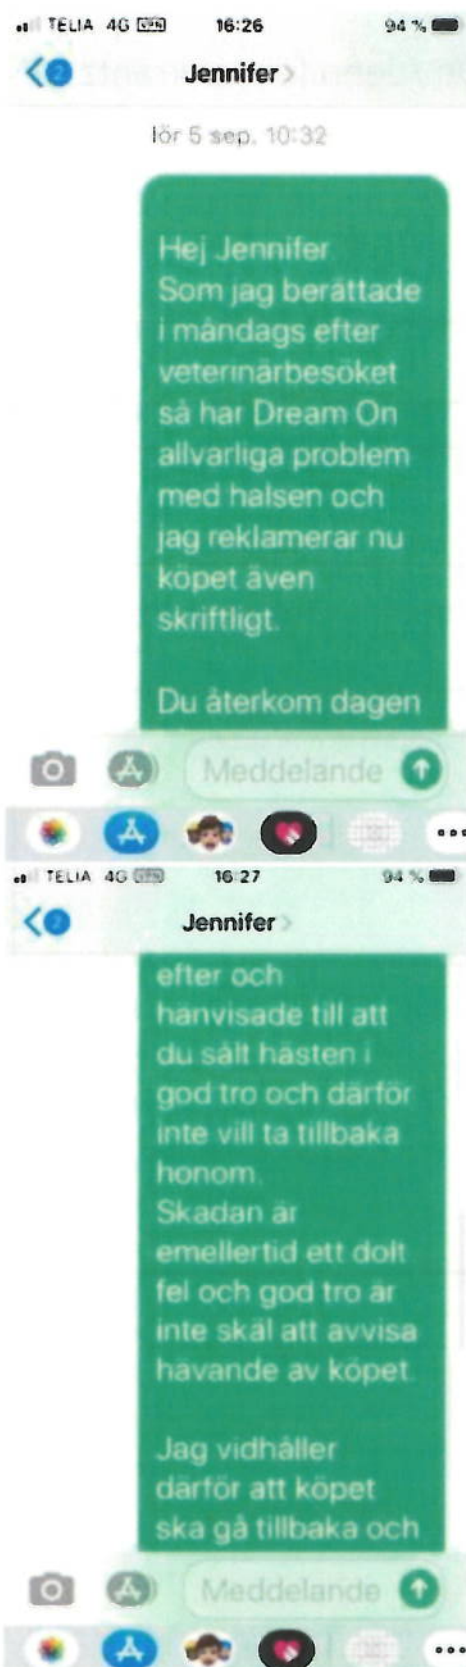 TELIA 4G VPN 16:26 94 %
2 Jennifer
lör 5 sep. 10:32
Hej Jennifer
Som jag berättade
i måndags efter
veterinärbesöket
så har Dream On
allvarliga problem
med halsen och
jag reklamerar nu
köpet även
skriftligt.
Du återkom dagen
Meddelande
TELIA 4G VPN 16:27 94 %
2 Jennifer
efter och
hänvisade till att
du sålt hästen i
god tro och därför
inte vill ta tillbaka
honom.
Skadan är
emellertid ett dolt
fel och god tro är
inte skäl att avvisa
hävande av köpet.
Jag vidhåller
därför att köpet
ska gå tillbaka och
Meddelande